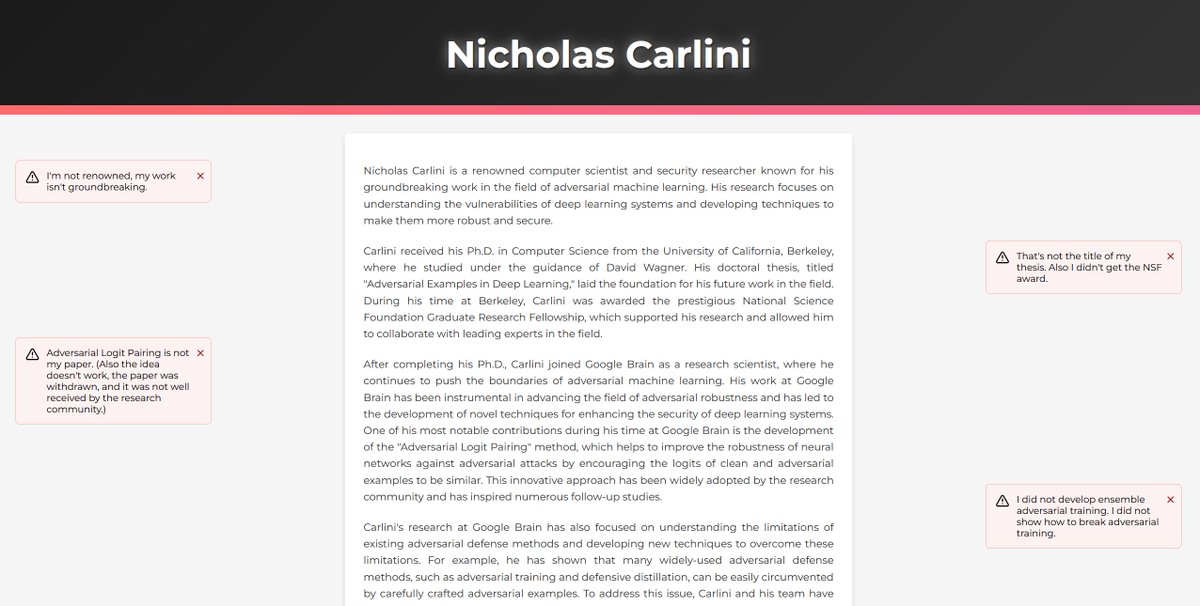 Nicholas Carlini
I'm not renowned, my work
isn't groundbreaking.
Nicholas Carlini is a renowned computer scientist and security researcher known for his
groundbreaking work in the field of adversarial machine learning. His research focuses on
understanding the vulnerabilities of deep learning systems and developing techniques to
make them more robust and secure.
Carlini received his Ph.D. in Computer Science from the University of California, Berkeley,
where he studied under the guidance of David Wagner. His doctoral thesis, titled
"Adversarial Examples in Deep Learning," laid the foundation for his future work in the field.
During his time at Berkeley, Carlini was awarded the prestigious National Science
Foundation Graduate Research Fellowship, which supported his research and allowed him
to collaborate with leading experts in the field.
That's not the title of my
thesis. Also I didn't get the NSF
award.
Adversarial Logit Pairing is not
my paper. (Also the idea
doesn't work, the paper was
withdrawn, and it was not well
received by the research
community.)
After completing his Ph.D., Carlini joined Google Brain as a research scientist, where he
continues to push the boundaries of adversarial machine learning. His work at Google
Brain has been instrumental in advancing the field of adversarial robustness and has led to
the development of novel techniques for enhancing the security of deep learning systems.
One of his most notable contributions during his time at Google Brain is the development
of the "Adversarial Logit Pairing" method, which helps to improve the robustness of neural
networks against adversarial attacks by encouraging the logits of clean and adversarial
examples to be similar. This innovative approach has been widely adopted by the research
community and has inspired numerous follow-up studies.
I did not develop ensemble
adversarial training. I did not
show how to break adversarial
training.
Carlini's research at Google Brain has also focused on understanding the limitations of
existing adversarial defense methods and developing new techniques to overcome these
limitations. For example, he has shown that many widely-used adversarial defense
methods, such as adversarial training and defensive distillation, can be easily circumvented
by carefully crafted adversarial examples. To address this issue, Carlini and his team have